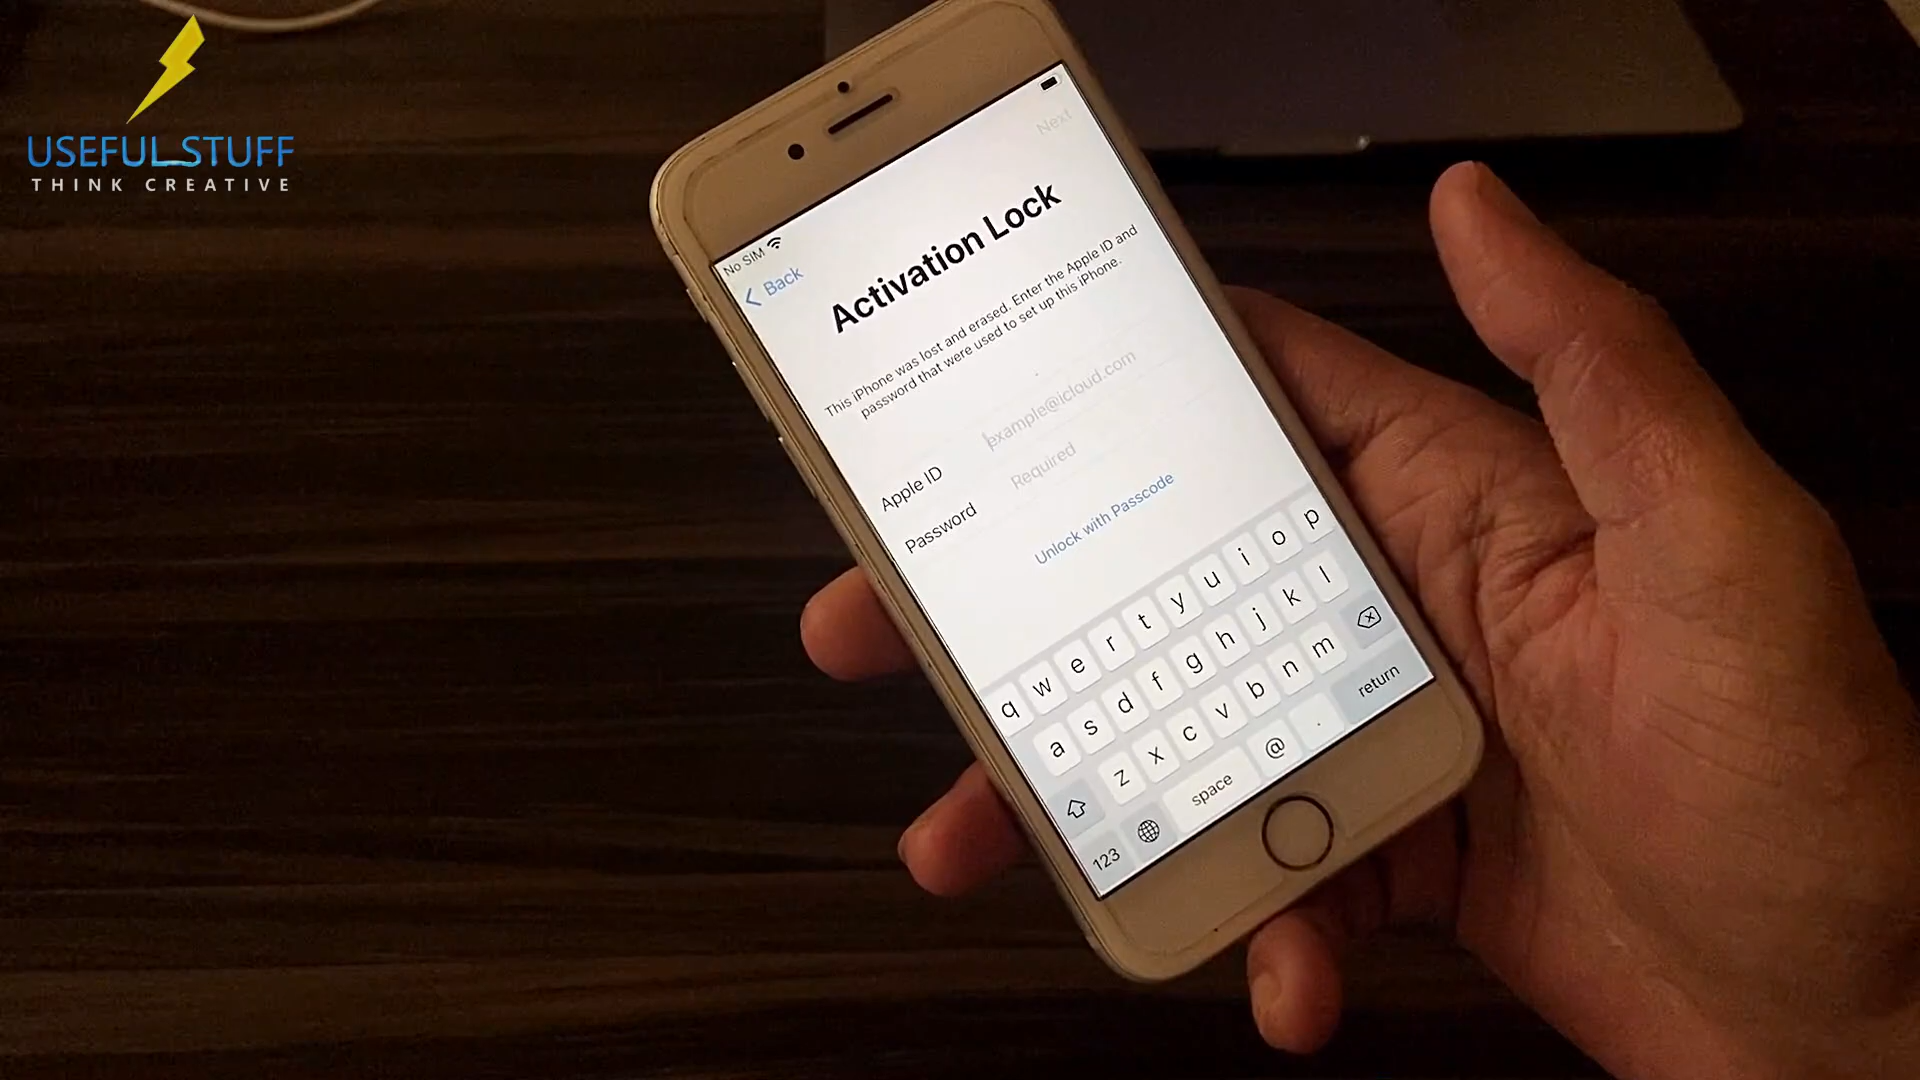 USEFUL_STUFF
THINK CREATIVE
No SIM
Back
Next
Activation Lock
This iPhone was lost and erased. Enter the Apple ID and
password that were used to set up this iPhone.
Apple ID example@icloud.com
Password Required
Unlock with Passcode
q w e r t y u i o p
a s d f g h j k l
z x c v b n m
123 space @ . return